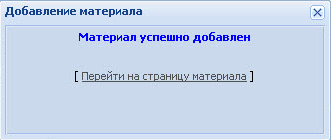 Добавление материала
Материал успешно добавлен
[ Перейти на страницу материала ]